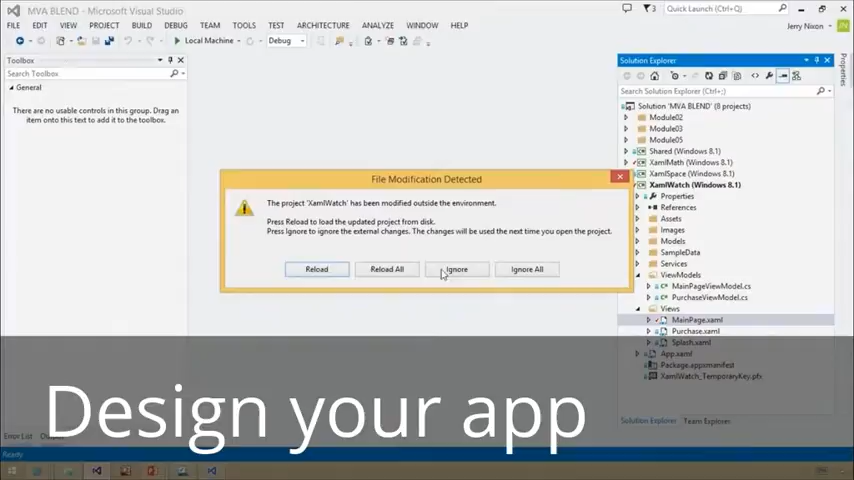 MVA BLEND - Microsoft Visual Studio
Quick Launch (Ctrl+Q)
FILE EDIT VIEW PROJECT BUILD DEBUG TEAM TOOLS TEST ARCHITECTURE ANALYZE WINDOW HELP
Jerry Nixon
Local Machine
Debug
Toolbox
Search Toolbox
General
There are no usable controls in this group. Drag an
item onto this text to add it to the toolbox.
File Modification Detected
The project 'XamlWatch' has been modified outside the environment.
Press Reload to load the updated project from disk.
Press Ignore to ignore the external changes. The changes will be used the next time you open the project.
Reload
Reload All
Ignore
Ignore All
Solution Explorer
Search Solution Explorer (Ctrl+;)
Solution 'MVA BLEND' (8 projects)
Module02
Module03
Module05
Shared (Windows 8.1)
XamlMath (Windows 8.1)
XamlSpace (Windows 8.1)
XamlWatch (Windows 8.1)
Properties
References
Assets
Images
Models
SampleData
Services
ViewModels
MainPageViewModel.cs
PurchaseViewModel.cs
Views
MainPage.xaml
Purchase.xaml
Splash.xaml
App.xaml
Package.appxmanifest
XamlWatch_TemporaryKey.pfx
Solution Explorer
Team Explorer
Properties
Design your app
Error List
Ready